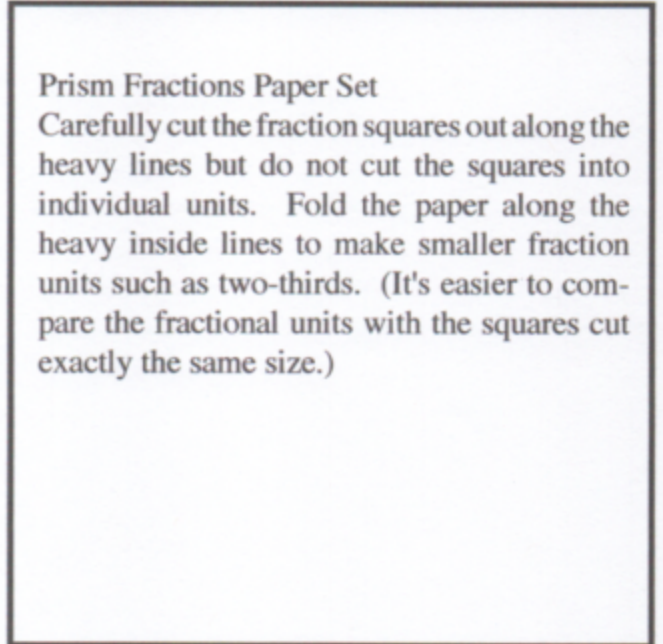 Prism Fractions Paper Set
Carefully cut the fraction squares out along the
heavy lines but do not cut the squares into
individual units. Fold the paper along the
heavy inside lines to make smaller fraction
units such as two-thirds. (It's easier to com-
pare the fractional units with the squares cut
exactly the same size.)